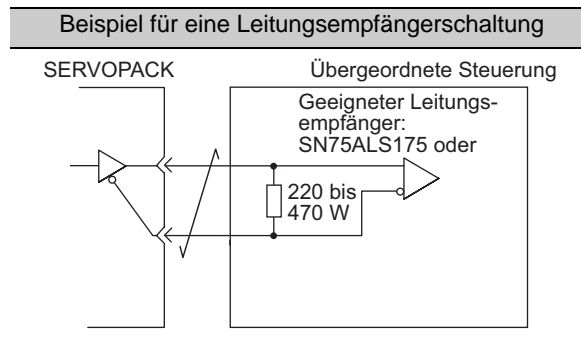 Beispiel für eine Leitungsempfängerschaltung
SERVOPACK
Übergeordnete Steuerung
Geeigneter Leitungs-
empfänger:
SN75ALS175 oder
220 bis
470 W